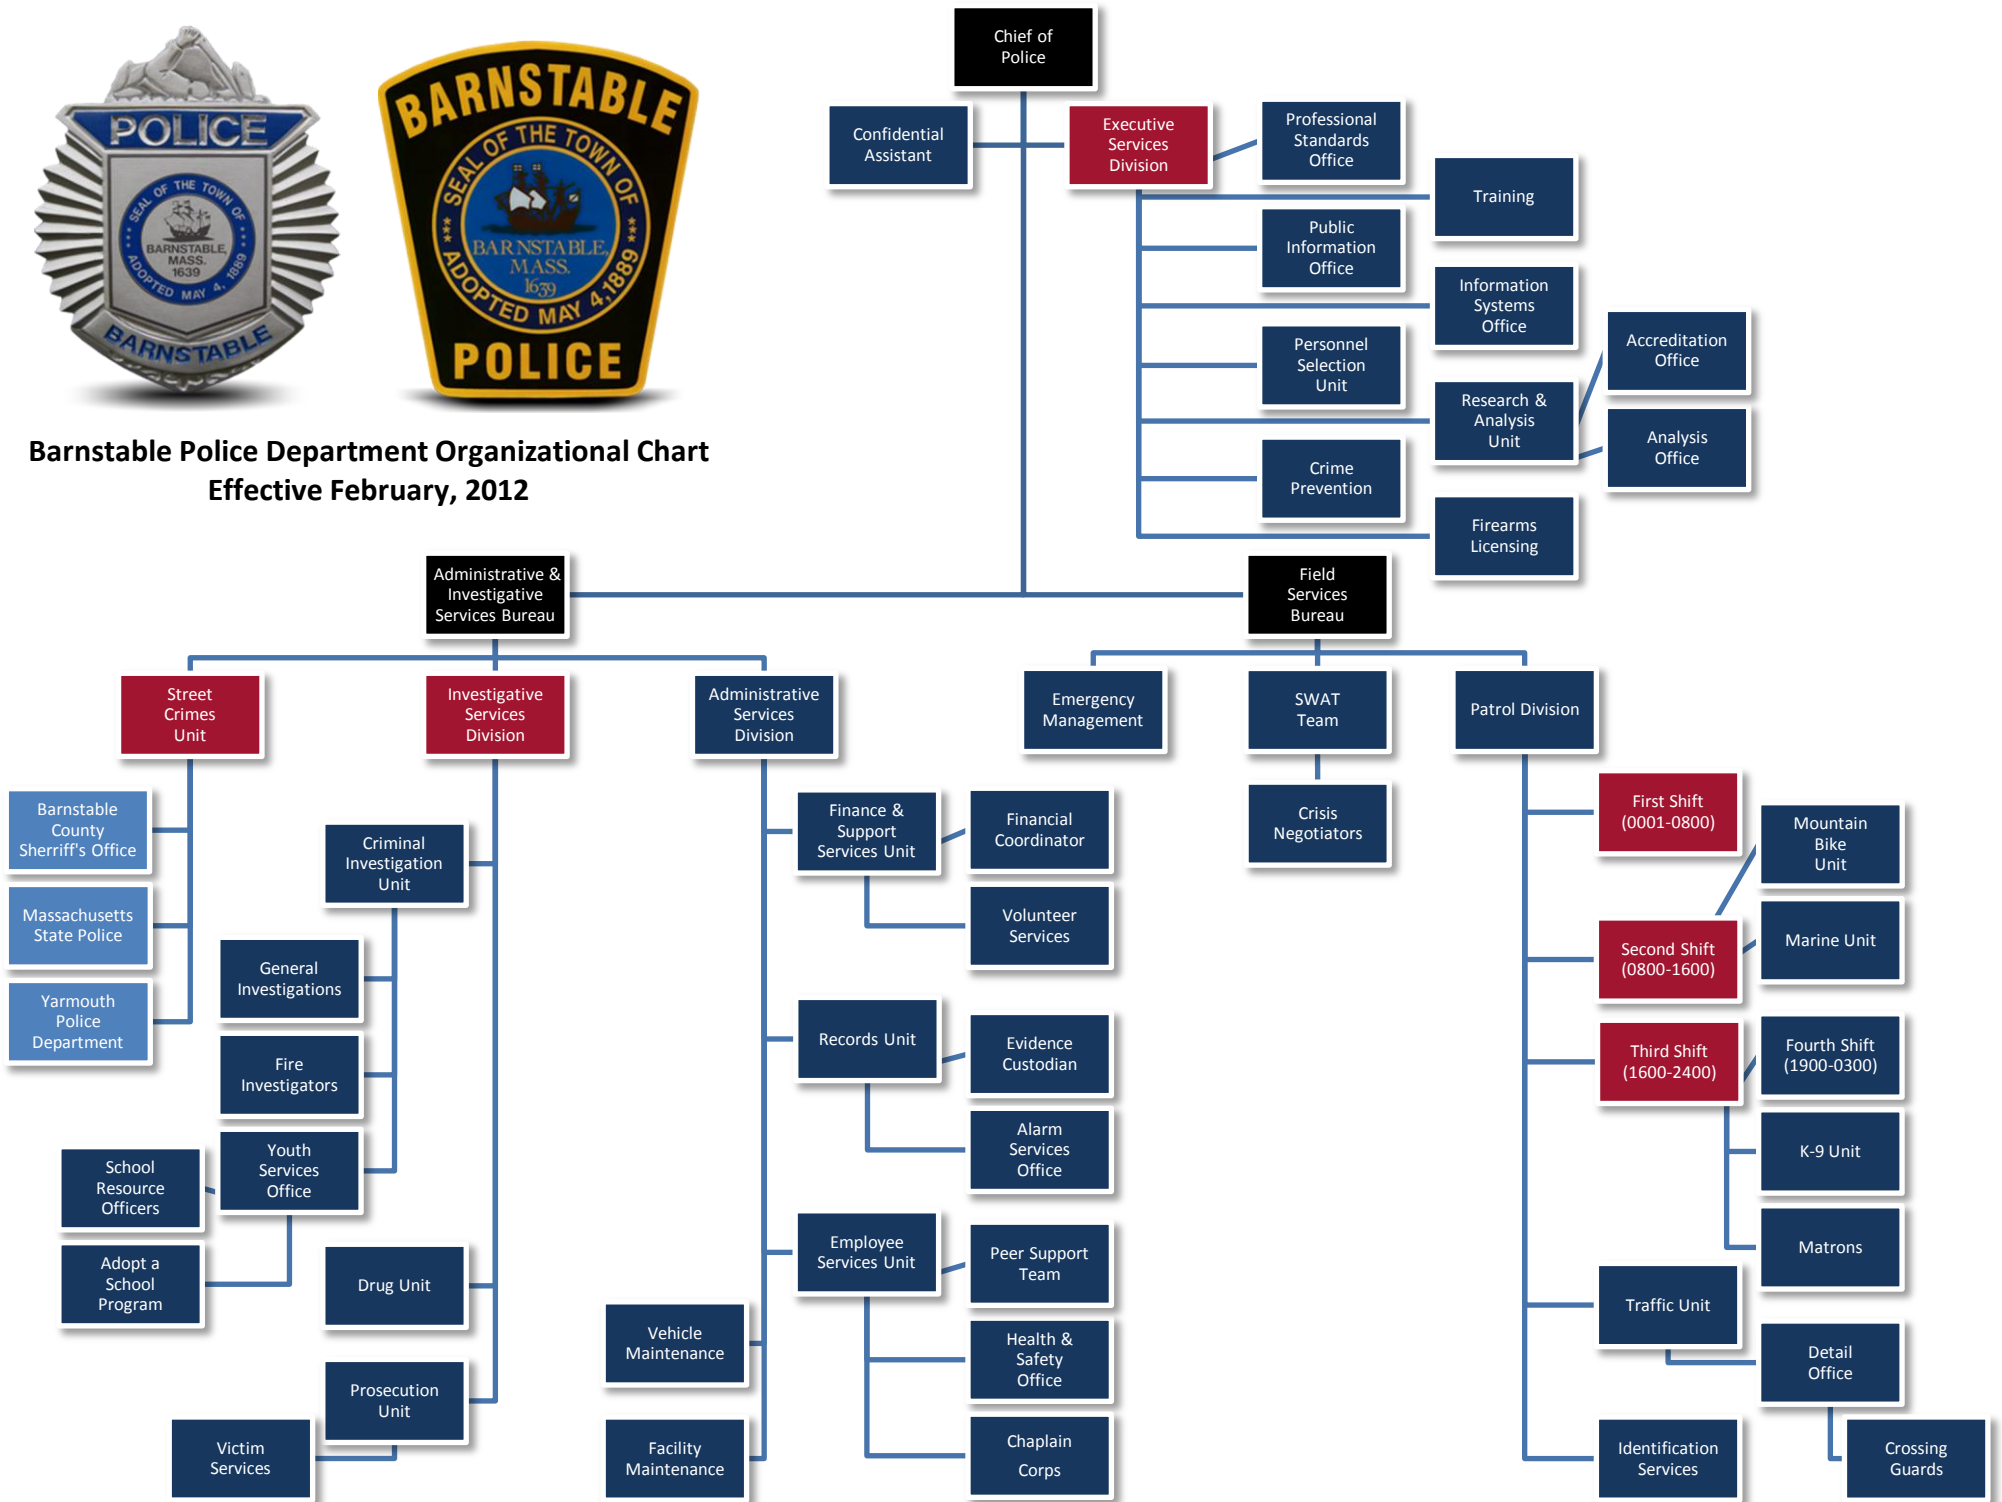 POLICE
SEAL OF THE TOWN OF
BARNSTABLE,
MASS.
1639
ADOPTED MAY 4, 1889
BARNSTABLE
BARNSTABLE
SEAL OF THE TOWN OF
BARNSTABLE,
MASS.
1639
ADOPTED MAY 4, 1889
POLICE
Barnstable Police Department Organizational Chart
Effective February, 2012
Chief of
Police
Confidential
Assistant
Executive
Services
Division
Professional
Standards
Office
Training
Public
Information
Office
Information
Systems
Office
Personnel
Selection
Unit
Research &
Analysis
Unit
Accreditation
Office
Analysis
Office
Crime
Prevention
Firearms
Licensing
Administrative &
Investigative
Services Bureau
Field
Services
Bureau
Street
Crimes
Unit
Investigative
Services
Division
Administrative
Services
Division
Emergency
Management
SWAT
Team
Patrol Division
Barnstable
County
Sherriff's Office
Massachusetts
State Police
Yarmouth
Police
Department
Criminal
Investigation
Unit
General
Investigations
Fire
Investigators
Youth
Services
Office
School
Resource
Officers
Adopt a
School
Program
Drug Unit
Prosecution
Unit
Victim
Services
Finance &
Support
Services Unit
Financial
Coordinator
Volunteer
Services
Records Unit
Evidence
Custodian
Alarm
Services
Office
Employee
Services Unit
Peer Support
Team
Health &
Safety
Office
Chaplain
Corps
Vehicle
Maintenance
Facility
Maintenance
Crisis
Negotiators
First Shift
(0001-0800)
Mountain
Bike
Unit
Second Shift
(0800-1600)
Marine Unit
Third Shift
(1600-2400)
Fourth Shift
(1900-0300)
K-9 Unit
Matrons
Traffic Unit
Detail
Office
Identification
Services
Crossing
Guards